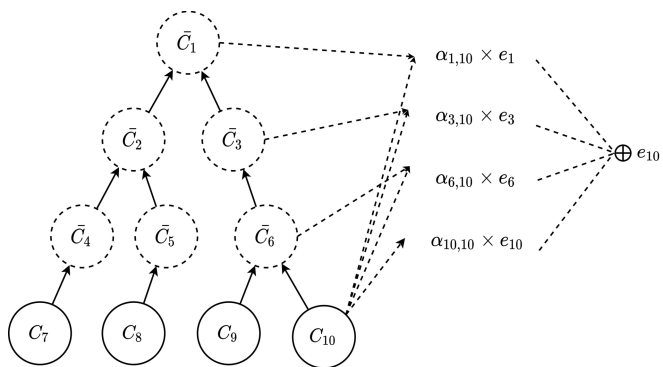 C̄₁
α₁,₁₀ × e₁
C̄₂
C̄₃
α₃,₁₀ × e₃
⊕ e₁₀
α₆,₁₀ × e₆
C̄₄
C̄₅
C̄₆
α₁₀,₁₀ × e₁₀
C₇
C₈
C₉
C₁₀